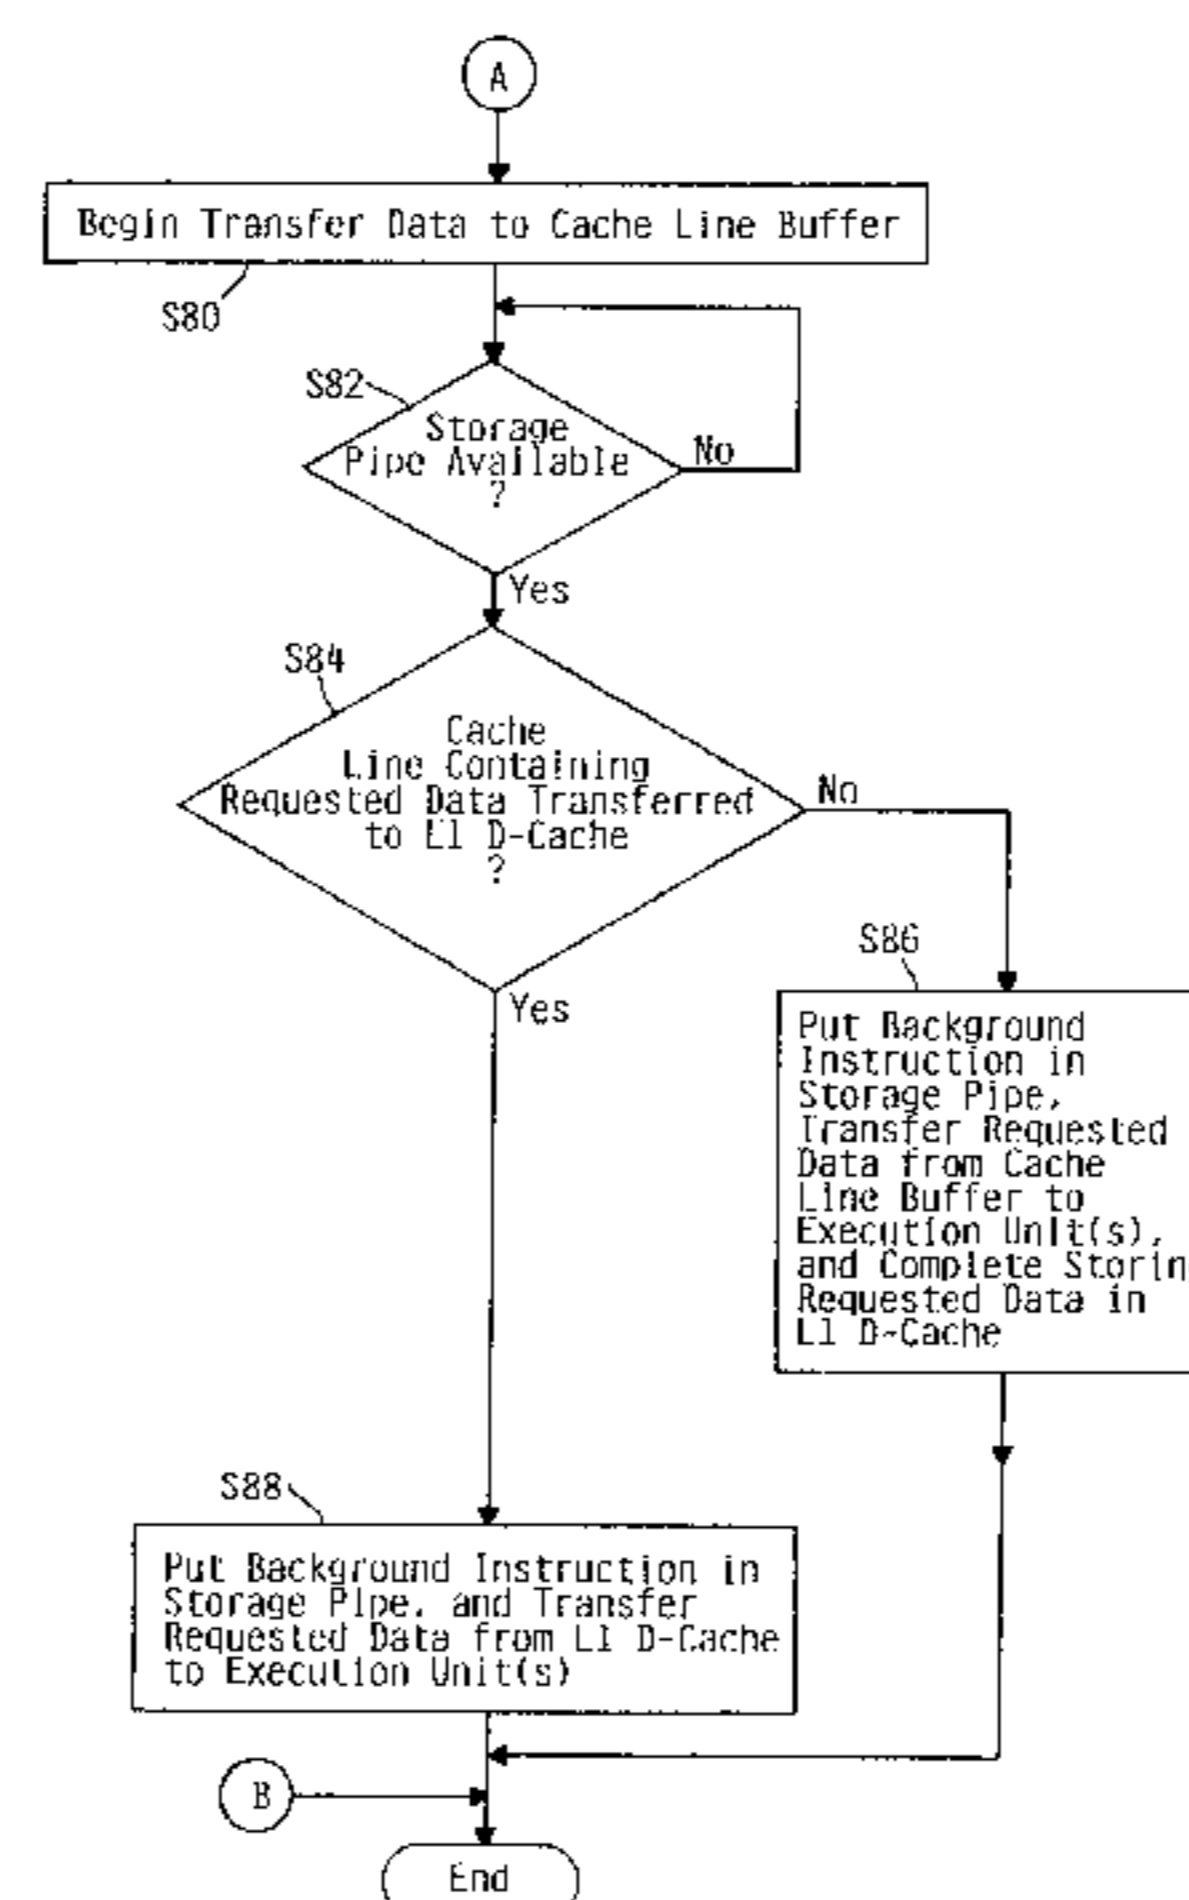 A
Begin Transfer Data to Cache Line Buffer
S80
S82
Storage
Pipe Available
?
No
Yes
S84
Cache
Line Containing
Requested Data Transferred
to L1 D-Cache
?
No
Yes
S86
Put Background
Instruction in
Storage Pipe,
Transfer Requested
Data from Cache
Line Buffer to
Execution Unit(s),
and Complete Storin
Requested Data in
L1 D-Cache
S88
Put Background Instruction in
Storage Pipe, and Transfer
Requested Data from L1 D-Cache
to Execution Unit(s)
B
End